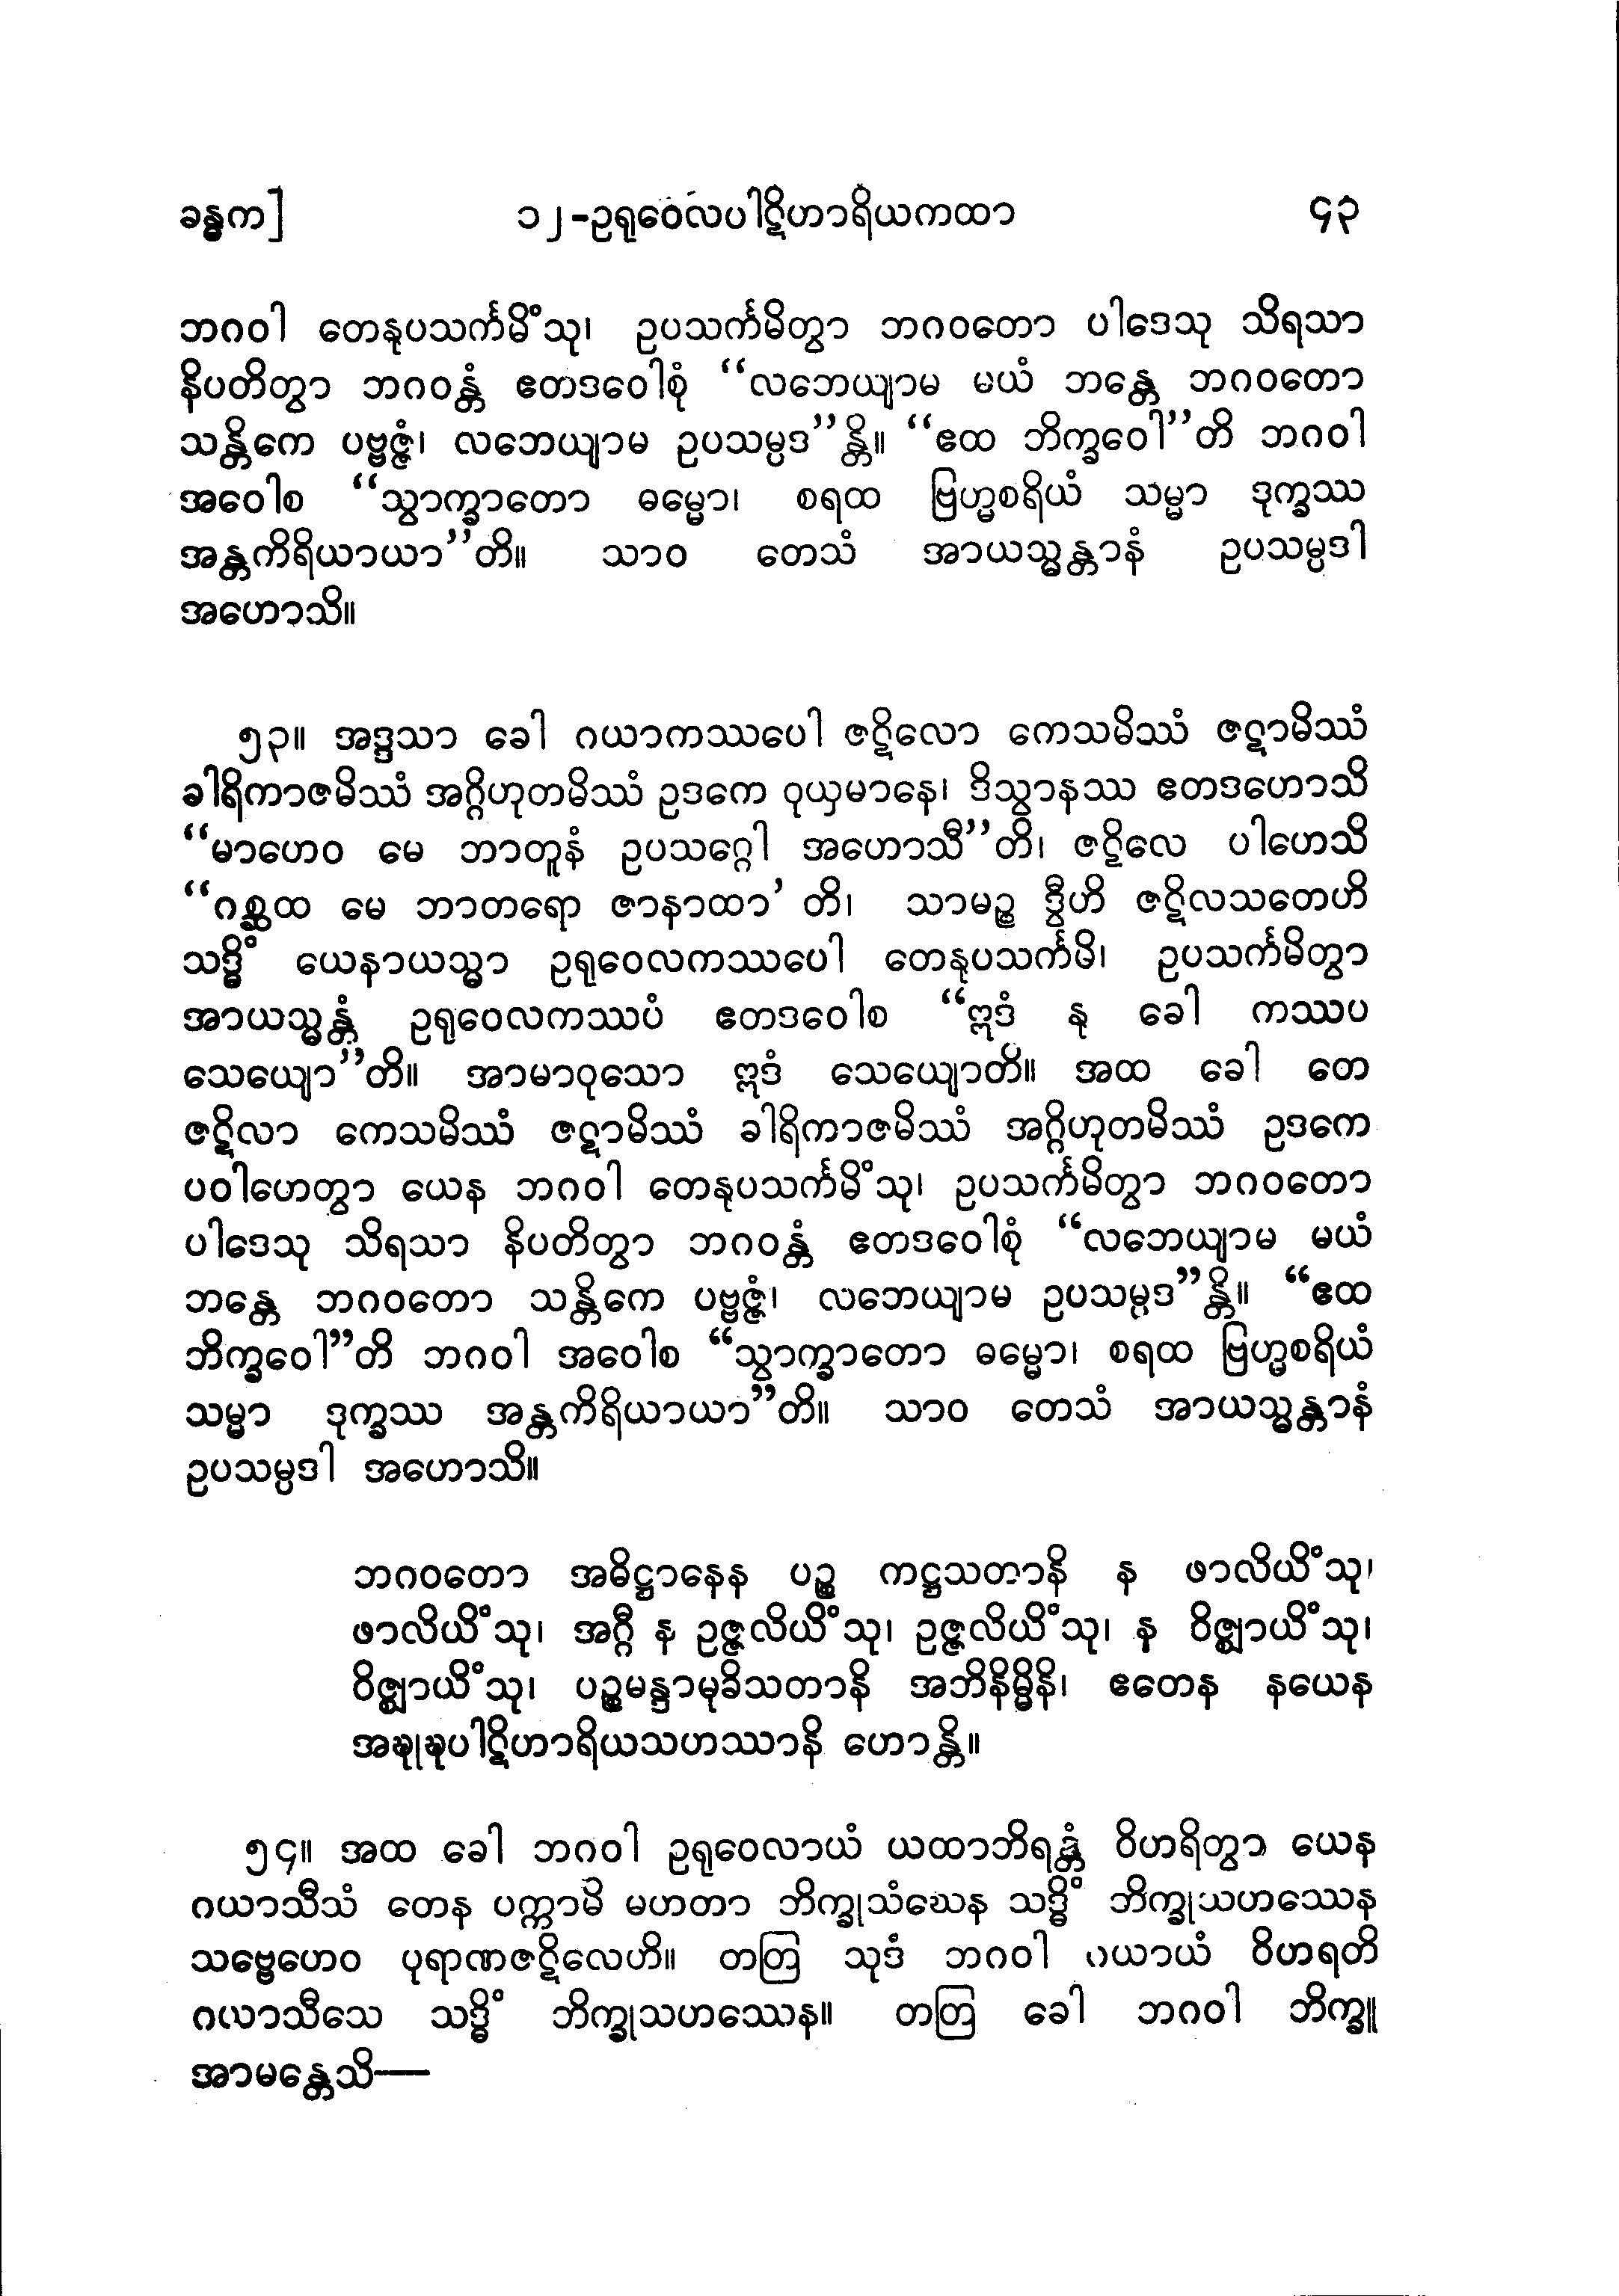 ခန္ဓက] ၁၂-ဥရုဝေလပါဋိဟာရိယကထာ ၄၃
ဘဂဝါ တေနုပသင်္ကမိံသု၊ ဥပသင်္ကမိတွာ ဘဂဝတော ပါဒေသု သိရသာ
နိပတိတွာ ဘဂဝန္တံ ဧတဒဝေါစုံ “လဘေယျာမ မယံ ဘန္တေ ဘဂဝတော
သန္တိကေ ပဗ္ဗဇ္ဇံ၊ လဘေယျာမ ဥပသမ္ပဒ”န္တိ။ “ဧထ ဘိက္ခဝေါ”တိ ဘဂဝါ
အဝေါစ “သွာက္ခာတော ဓမ္မော၊ စရထ ဗြဟ္မစရိယံ သမ္မာ ဒုက္ခဿ
အန္တကိရိယာယာ”တိ။ သာဝ တေသံ အာယသ္မန္တာနံ ဥပသမ္ပဒါ
အဟောသိ။
၅၃။ အဒ္ဒသာ ခေါ ဂယာကဿပေါ ဇဋိလော ကေသမိဿံ ဇဋာမိဿံ
ခါရိကာဇမိဿံ အဂ္ဂိဟုတမိဿံ ဥဒကေ ဝုယှမာနေ၊ ဒိသွာနဿ ဧတဒဟောသိ
“မာဟေဝ မေ ဘာတူနံ ဥပသဂ္ဂေါ အဟောသီ”တိ၊ ဇဋိလေ ပါဟေသိ
“ဂစ္ဆထ မေ ဘာတရော ဇာနာထာ’ တိ၊ သာမဉ္စ ဒွီဟိ ဇဋိလသတေဟိ
သဒ္ဓိံ ယေနာယသ္မာ ဥရုဝေလကဿပေါ တေနုပသင်္ကမိ၊ ဥပသင်္ကမိတွာ
အာယသ္မန္တံ ဥရုဝေလကဿပံ ဧတဒဝေါစ “ဣဒံ နု ခေါ ကဿပ
သေယျော”တိ။ အာမာဝုသော ဣဒံ သေယျောတိ။ အထ ခေါ တေ
ဇဋိလာ ကေသမိဿံ ဇဋာမိဿံ ခါရိကာဇမိဿံ အဂ္ဂိဟုတမိဿံ ဥဒကေ
ပဝါဟေတွာ ယေန ဘဂဝါ တေနုပသင်္ကမိံသု၊ ဥပသင်္ကမိတွာ ဘဂဝတော
ပါဒေသု သိရသာ နိပတိတွာ ဘဂဝန္တံ ဧတဒဝေါစုံ “လဘေယျာမ မယံ
ဘန္တေ ဘဂဝတော သန္တိကေ ပဗ္ဗဇ္ဇံ၊ လဘေယျာမ ဥပသမ္ပဒ”န္တိ။ “ဧထ
ဘိက္ခဝေါ”တိ ဘဂဝါ အဝေါစ “သွာက္ခာတော ဓမ္မော၊ စရထ ဗြဟ္မစရိယံ
သမ္မာ ဒုက္ခဿ အန္တကိရိယာယာ”တိ။ သာဝ တေသံ အာယသ္မန္တာနံ
ဥပသမ္ပဒါ အဟောသိ။
ဘဂဝတော အဓိဋ္ဌာနေန ပဉ္စ ကဋ္ဌသတာနိ န ဖာလိယိံသု၊
ဖာလိယိံသု၊ အဂ္ဂီ န ဥဇ္ဇလိယိံသု၊ ဥဇ္ဇလိယိံသု၊ န ဝိဇ္ဈာယိံသု၊
ဝိဇ္ဈာယိံသု၊ ပဉ္စမန္ဒာမုခိသတာနိ အဘိနိမ္မိနိ၊ ဧတေန နယေန
အဍ္ဎုဍ္ဎပါဋိဟာရိယသဟဿာနိ ဟောန္တိ။
၅၄။ အထ ခေါ ဘဂဝါ ဥရုဝေလာယံ ယထာဘိရန္တံ ဝိဟရိတွာ ယေန
ဂယာသီသံ တေန ပက္ကာမိ မဟတာ ဘိက္ခုသံဃေန သဒ္ဓိံ ဘိက္ခုသဟဿေန
သဗ္ဗေဟေဝ ပုရာဏဇဋိလေဟိ။ တတြ သုဒံ ဘဂဝါ ဂယာယံ ဝိဟရတိ
ဂယာသီသေ သဒ္ဓိံ ဘိက္ခုသဟဿေန။ တတြ ခေါ ဘဂဝါ ဘိက္ခူ
အာမန္တေသိ—